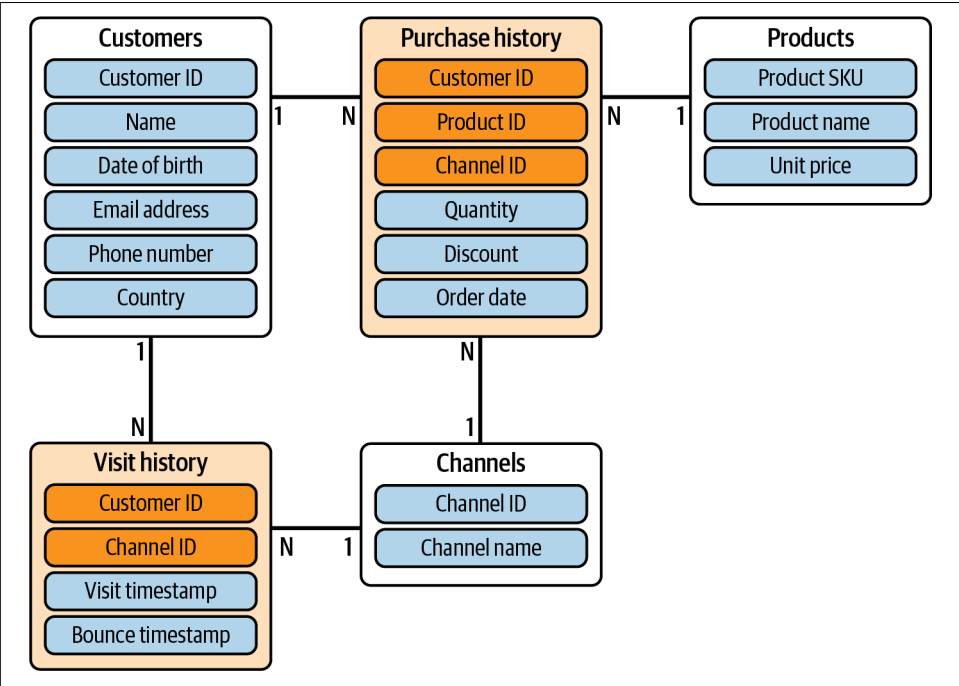 Customers
Customer ID
Name
Date of birth
Email address
Phone number
Country
1
N
Purchase history
Customer ID
Product ID
Channel ID
Quantity
Discount
Order date
N
1
Products
Product SKU
Product name
Unit price
1
N
N
1
Visit history
Customer ID
Channel ID
Visit timestamp
Bounce timestamp
N
1
Channels
Channel ID
Channel name